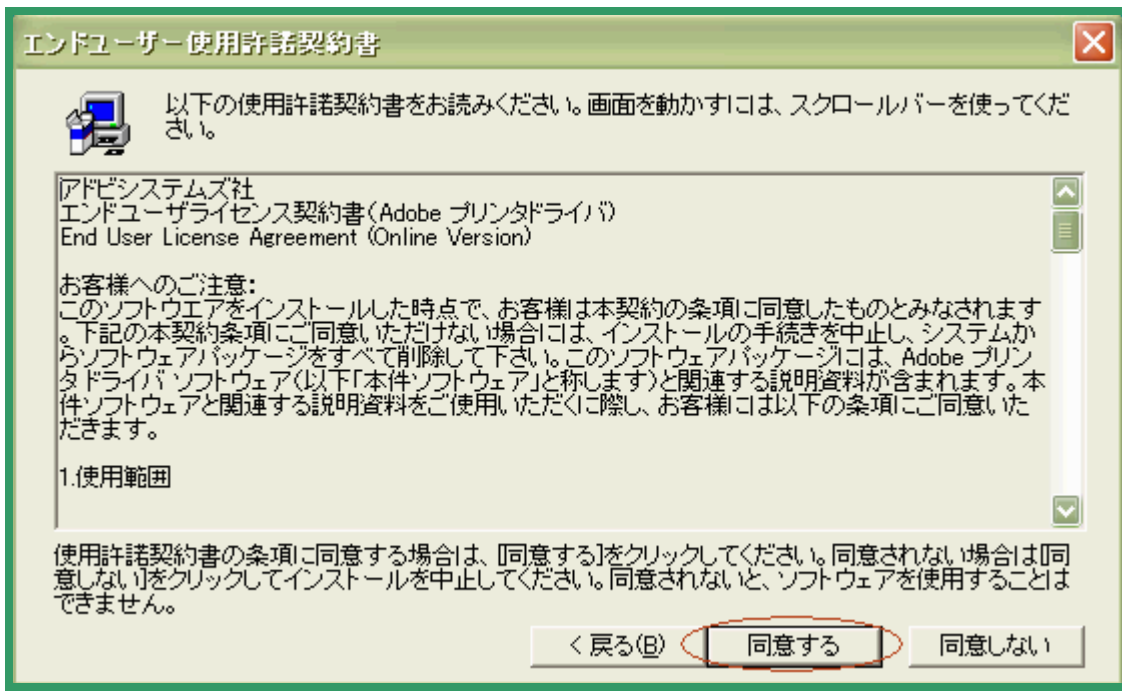 エンドユーザー使用許諾契約書
以下の使用許諾契約書をお読みください。画面を動かすには、スクロールバーを使ってくだ
さい。
アドビシステムズ社
エンドユーザライセンス契約書(Adobe プリンタドライバ)
End User License Agreement (Online Version)
お客様へのご注意:
このソフトウエアをインストールした時点で、お客様は本契約の条項に同意したものとみなされます
。下記の本契約条項にご同意いただけない場合には、インストールの手続きを中止し、システムか
らソフトウェアパッケージをすべて削除して下さい。このソフトウェアパッケージには、Adobe プリン
タドライバ ソフトウェア(以下「本件ソフトウェア」と称します)と関連する説明資料が含まれます。本
件ソフトウェアと関連する説明資料をご使用いただくに際し、お客様には以下の条項にご同意いた
だきます。
1.使用範囲
使用許諾契約書の条項に同意する場合は、[同意する]をクリックしてください。同意されない場合は[同
意しない]をクリックしてインストールを中止してください。同意されないと、ソフトウェアを使用することは
できません。
< 戻る(B) 同意する 同意しない